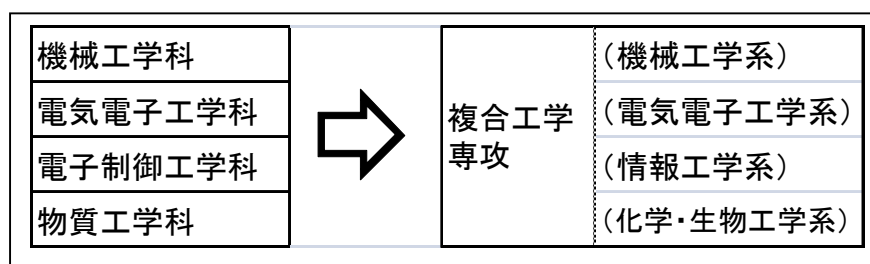 機械工学科
電気電子工学科
電子制御工学科
物質工学科
複合工学
専攻
(機械工学系)
(電気電子工学系)
(情報工学系)
(化学・生物工学系)